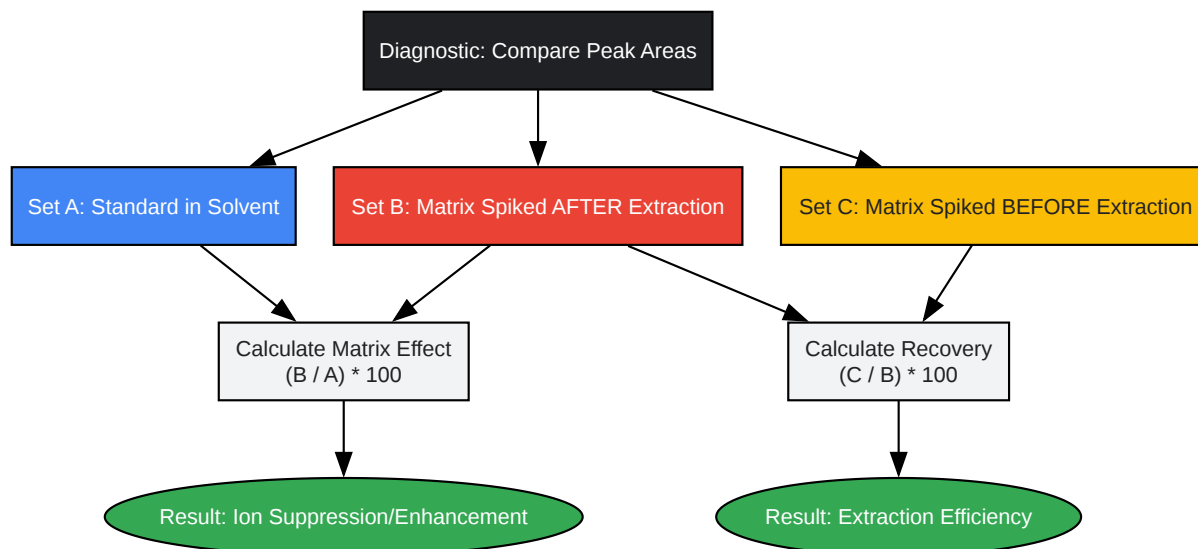 Diagnostic: Compare Peak Areas
Set A: Standard in Solvent
Set B: Matrix Spiked AFTER Extraction
Set C: Matrix Spiked BEFORE Extraction
Calculate Matrix Effect
(B / A) * 100
Calculate Recovery
(C / B) * 100
Result: Ion Suppression/Enhancement
Result: Extraction Efficiency